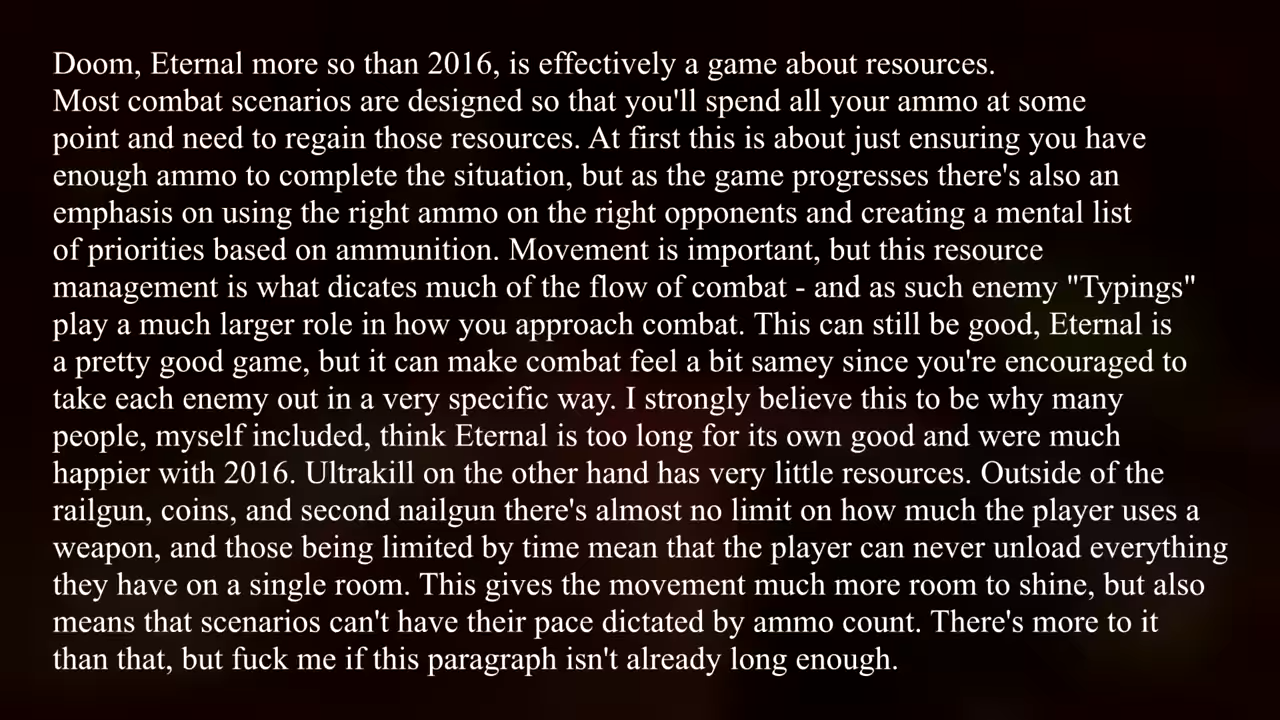 Doom, Eternal more so than 2016, is effectively a game about resources.
Most combat scenarios are designed so that you'll spend all your ammo at some
point and need to regain those resources. At first this is about just ensuring you have
enough ammo to complete the situation, but as the game progresses there's also an
emphasis on using the right ammo on the right opponents and creating a mental list
of priorities based on ammunition. Movement is important, but this resource
management is what dicates much of the flow of combat - and as such enemy "Typings"
play a much larger role in how you approach combat. This can still be good, Eternal is
a pretty good game, but it can make combat feel a bit samey since you're encouraged to
take each enemy out in a very specific way. I strongly believe this to be why many
people, myself included, think Eternal is too long for its own good and were much
happier with 2016. Ultrakill on the other hand has very little resources. Outside of the
railgun, coins, and second nailgun there's almost no limit on how much the player uses a
weapon, and those being limited by time mean that the player can never unload everything
they have on a single room. This gives the movement much more room to shine, but also
means that scenarios can't have their pace dictated by ammo count. There's more to it
than that, but fuck me if this paragraph isn't already long enough.